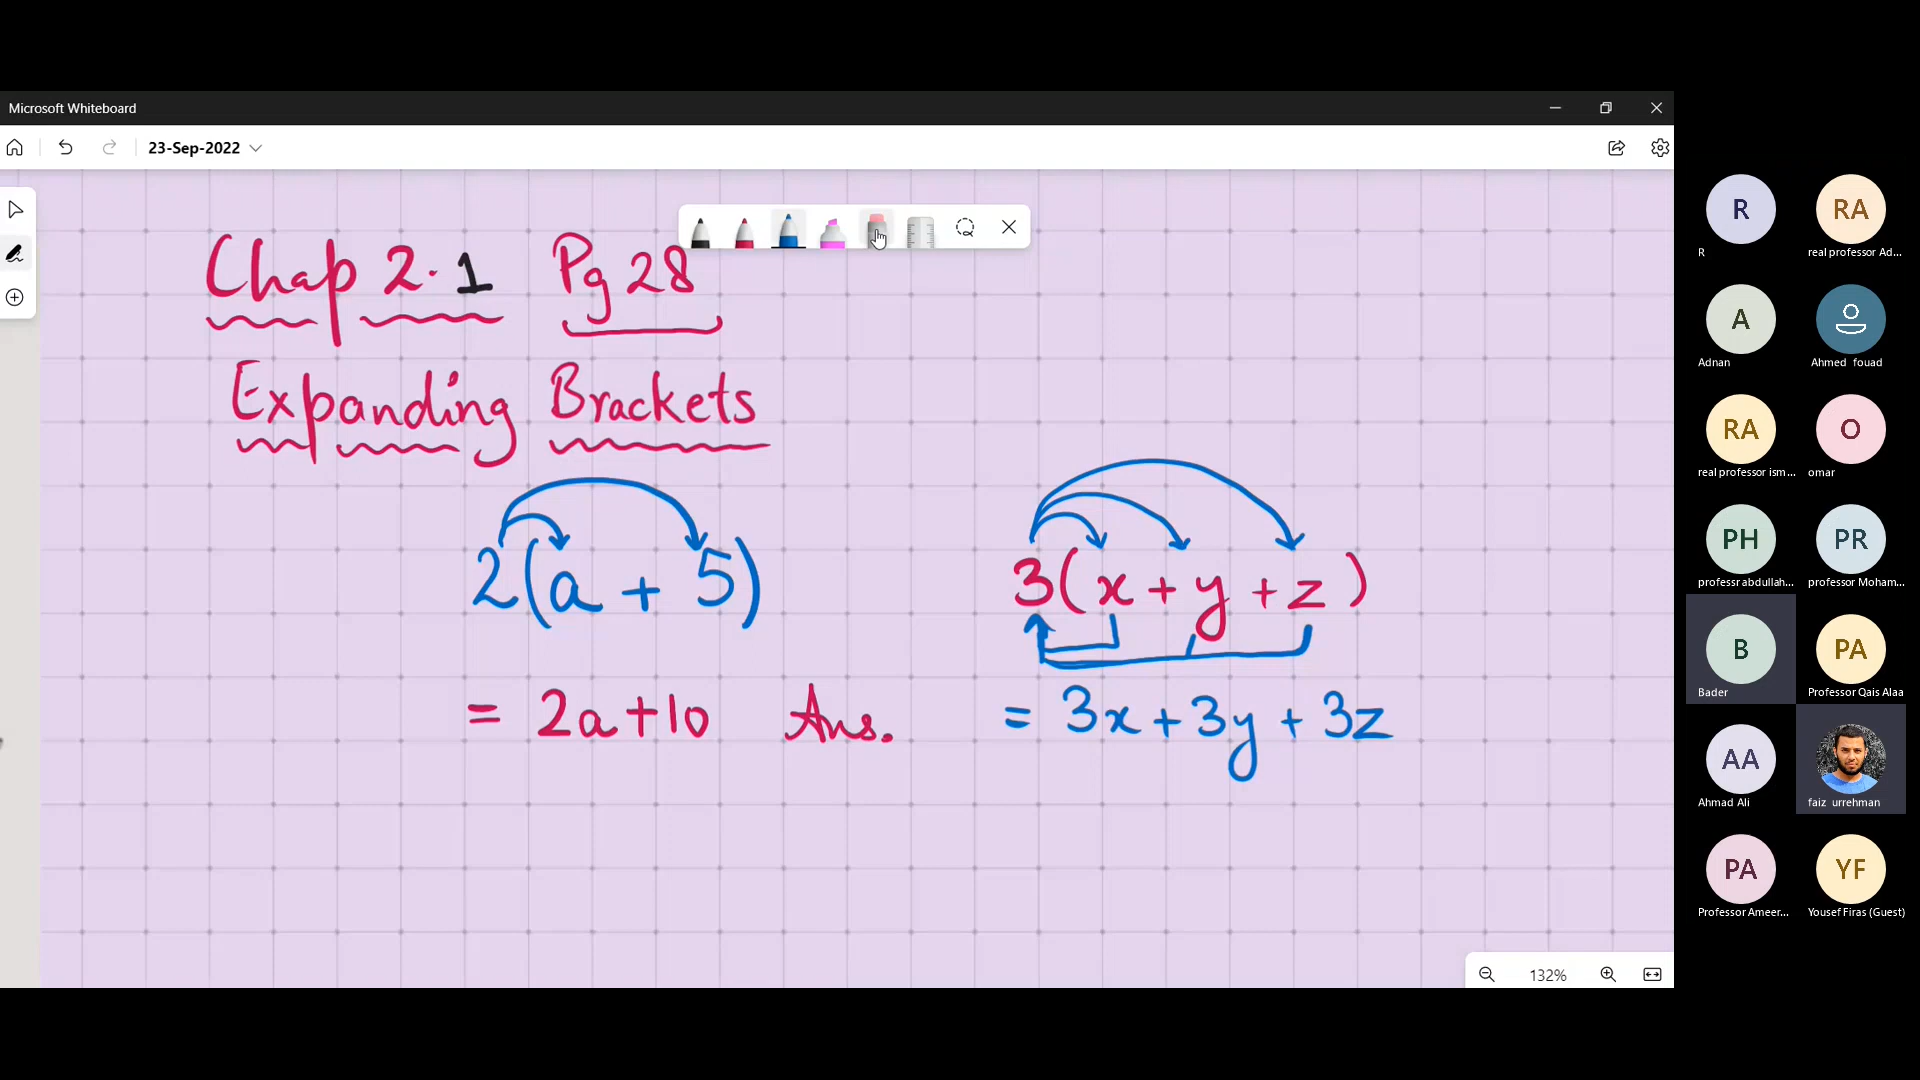 Microsoft Whiteboard
23-Sep-2022
Chap 2.1 Pg 28
Expanding Brackets
2(a + 5)
= 2a+10 Ans.
3(x+y+z)
= 3x+3y+3z
132%
R RA
R real professor Ad...
A
Adnan Ahmed fouad
RA O
real professor ism... omar
PH PR
professr abdullah... professor Moham...
B PA
Bader Professor Qais Alaa
AA
Ahmad Ali faiz urrehman
PA YF
Professor Ameer... Yousef Firas (Guest)